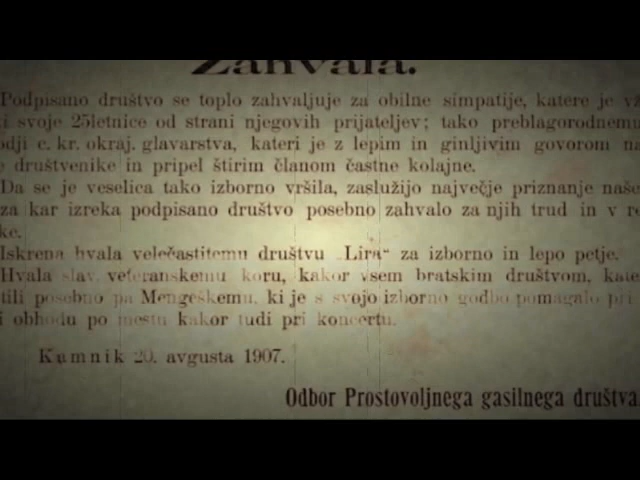 Zahvala.
Podpisano društvo se toplo zahvaljuje za obilne simpatije, katere je
svoje 25letnice od strani njegovih prijateljev; tako preblagorodnemu
c. kr. okraj. glavarstva, kateri je z lepim in ginljivim govorom
društvenike in pripel štirim članom častne kolajne.
Da se je veselica tako izborno vršila, zaslužijo največje priznanje
za kar izreka podpisano društvo posebno zahvalo za njih trud in v
Iskrena hvala velečastitemu društvu „Lira“ za izborno in lepo petje.
Hvala slav. veteranskemu koru, kakor vsem bratskim društvom,
posebno pa Mengeškemu, ki je s svojo izborno godbo pomagalo pri
obhodu po mestu kakor tudi pri koncertu.
Kamnik 20. avgusta 1907.
Odbor Prostovoljnega gasilnega društva